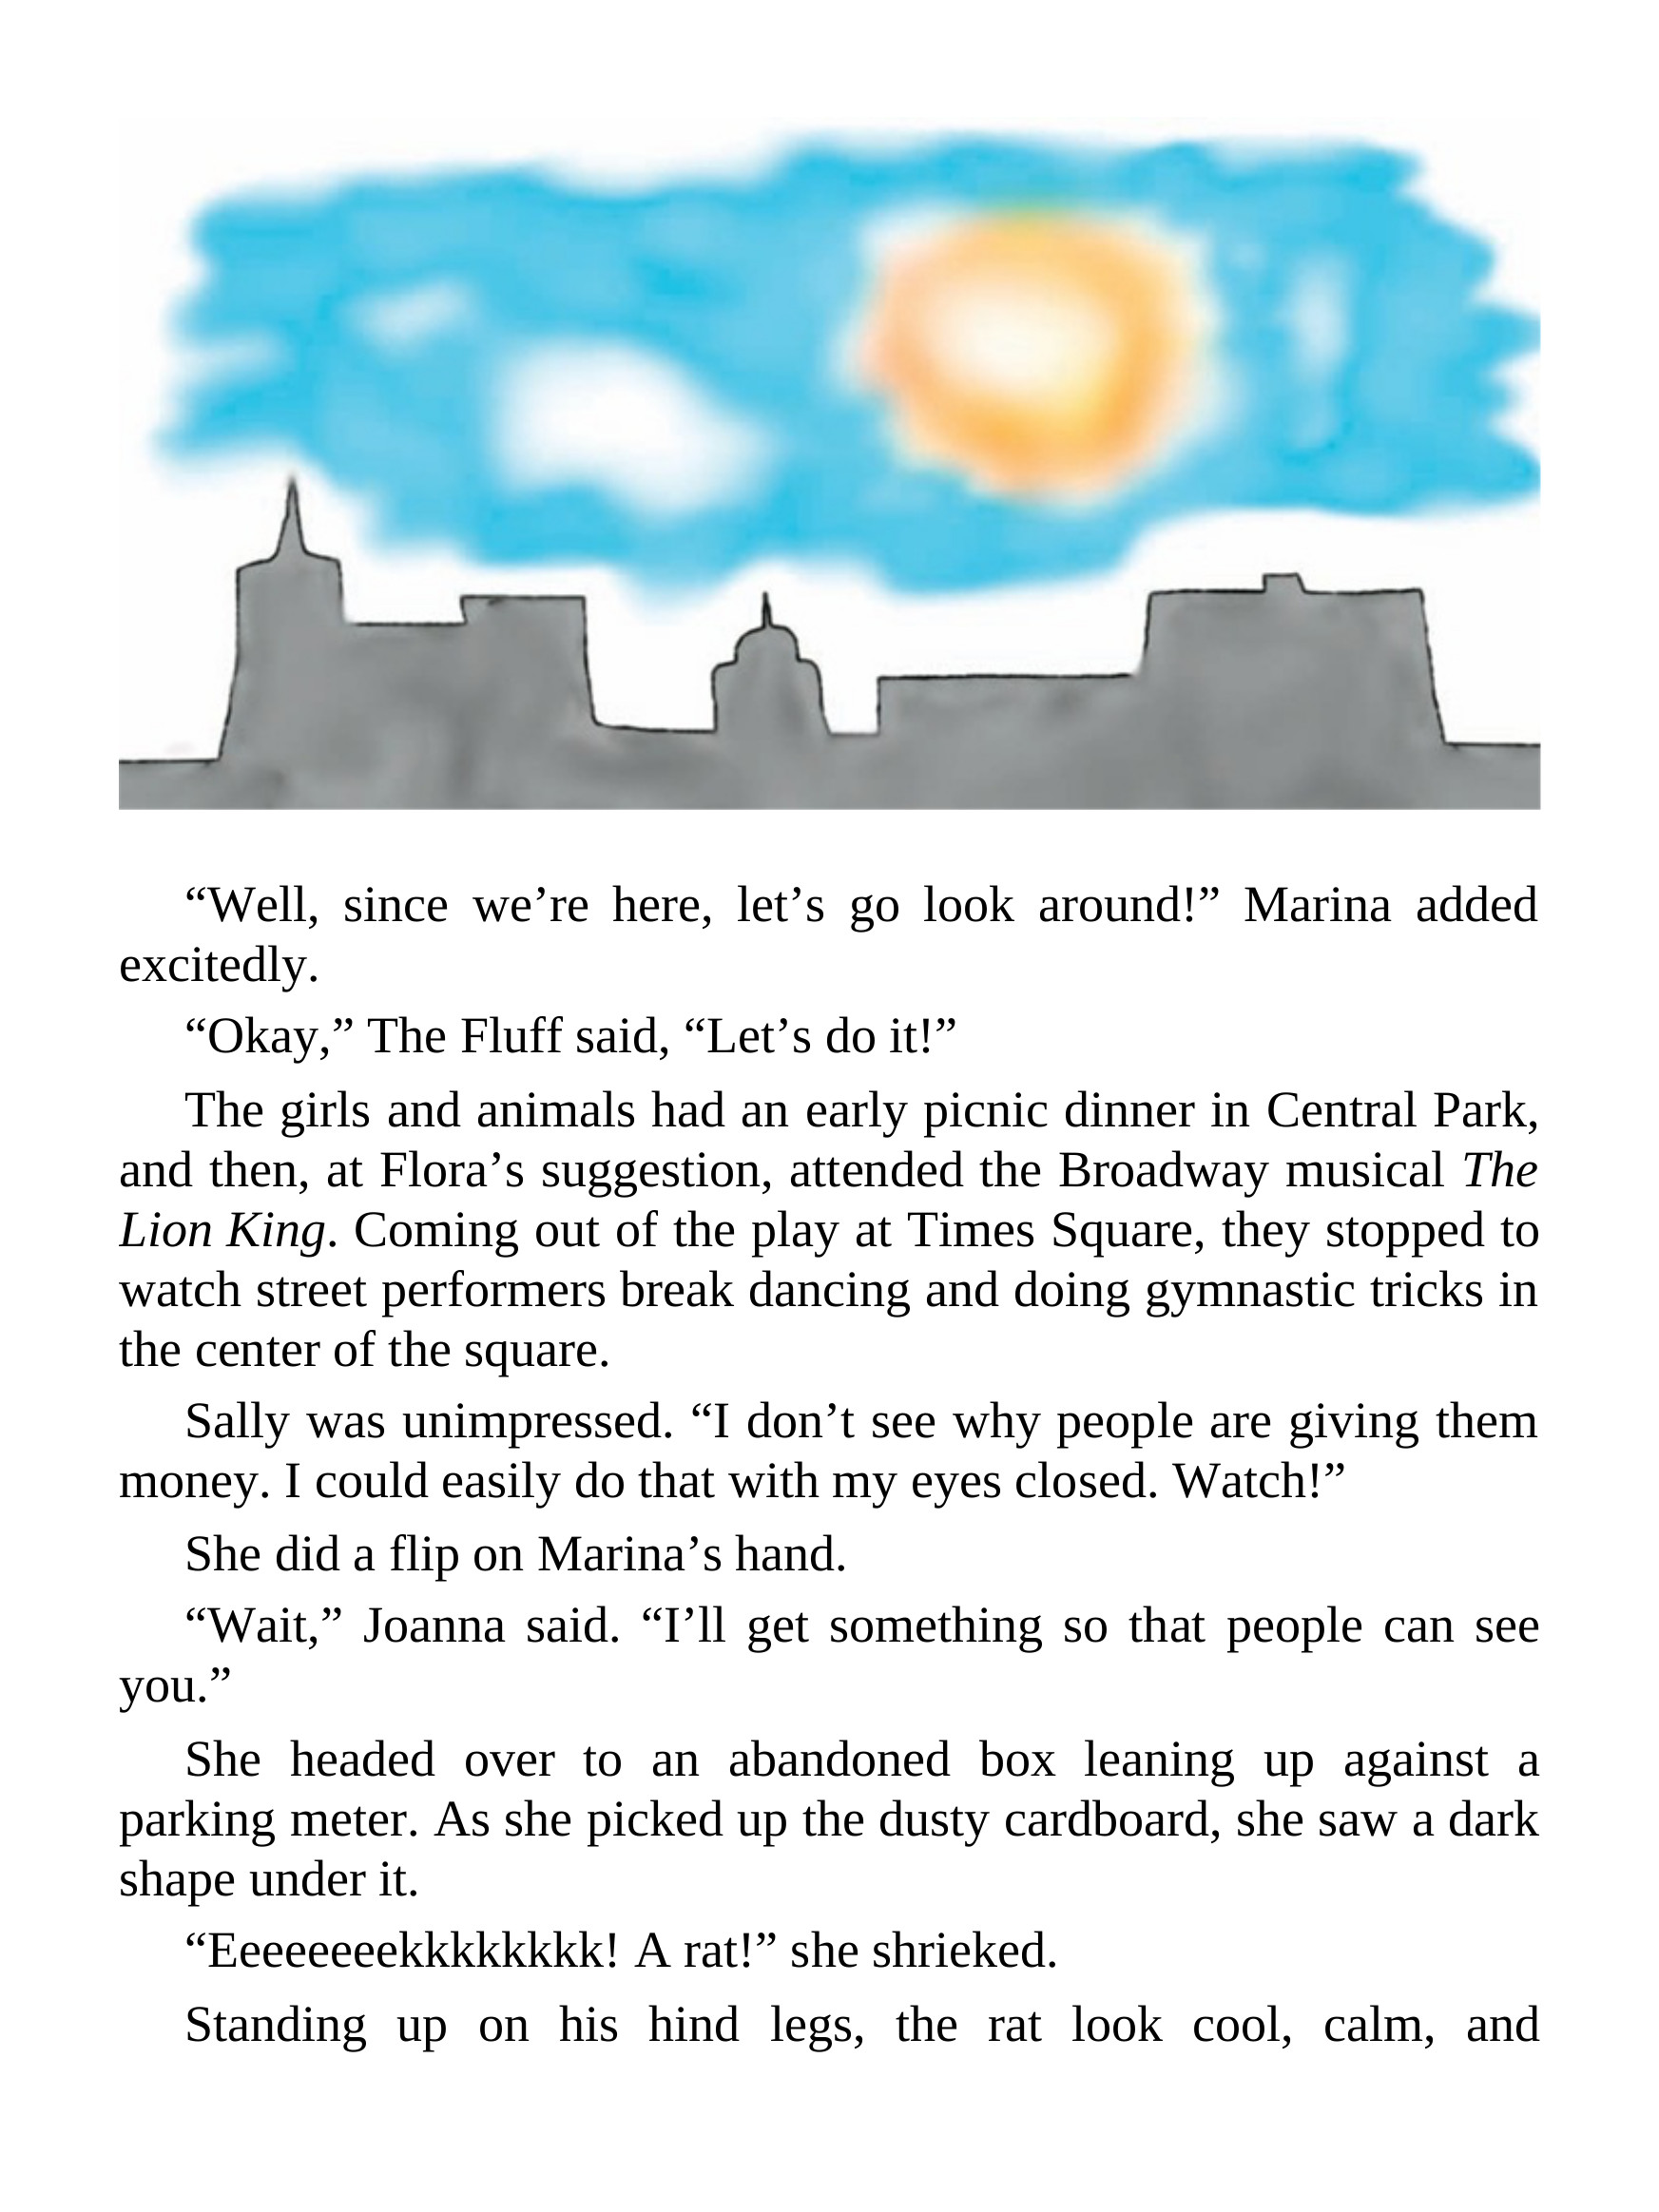 “Well, since we’re here, let’s go look around!” Marina added
excitedly.
“Okay,” The Fluff said, “Let’s do it!”
The girls and animals had an early picnic dinner in Central Park,
and then, at Flora’s suggestion, attended the Broadway musical The
Lion King. Coming out of the play at Times Square, they stopped to
watch street performers break dancing and doing gymnastic tricks in
the center of the square.
Sally was unimpressed. “I don’t see why people are giving them
money. I could easily do that with my eyes closed. Watch!”
She did a flip on Marina’s hand.
“Wait,” Joanna said. “I’ll get something so that people can see
you.”
She headed over to an abandoned box leaning up against a
parking meter. As she picked up the dusty cardboard, she saw a dark
shape under it.
“Eeeeeeeekkkkkkkk! A rat!” she shrieked.
Standing up on his hind legs, the rat look cool, calm, and